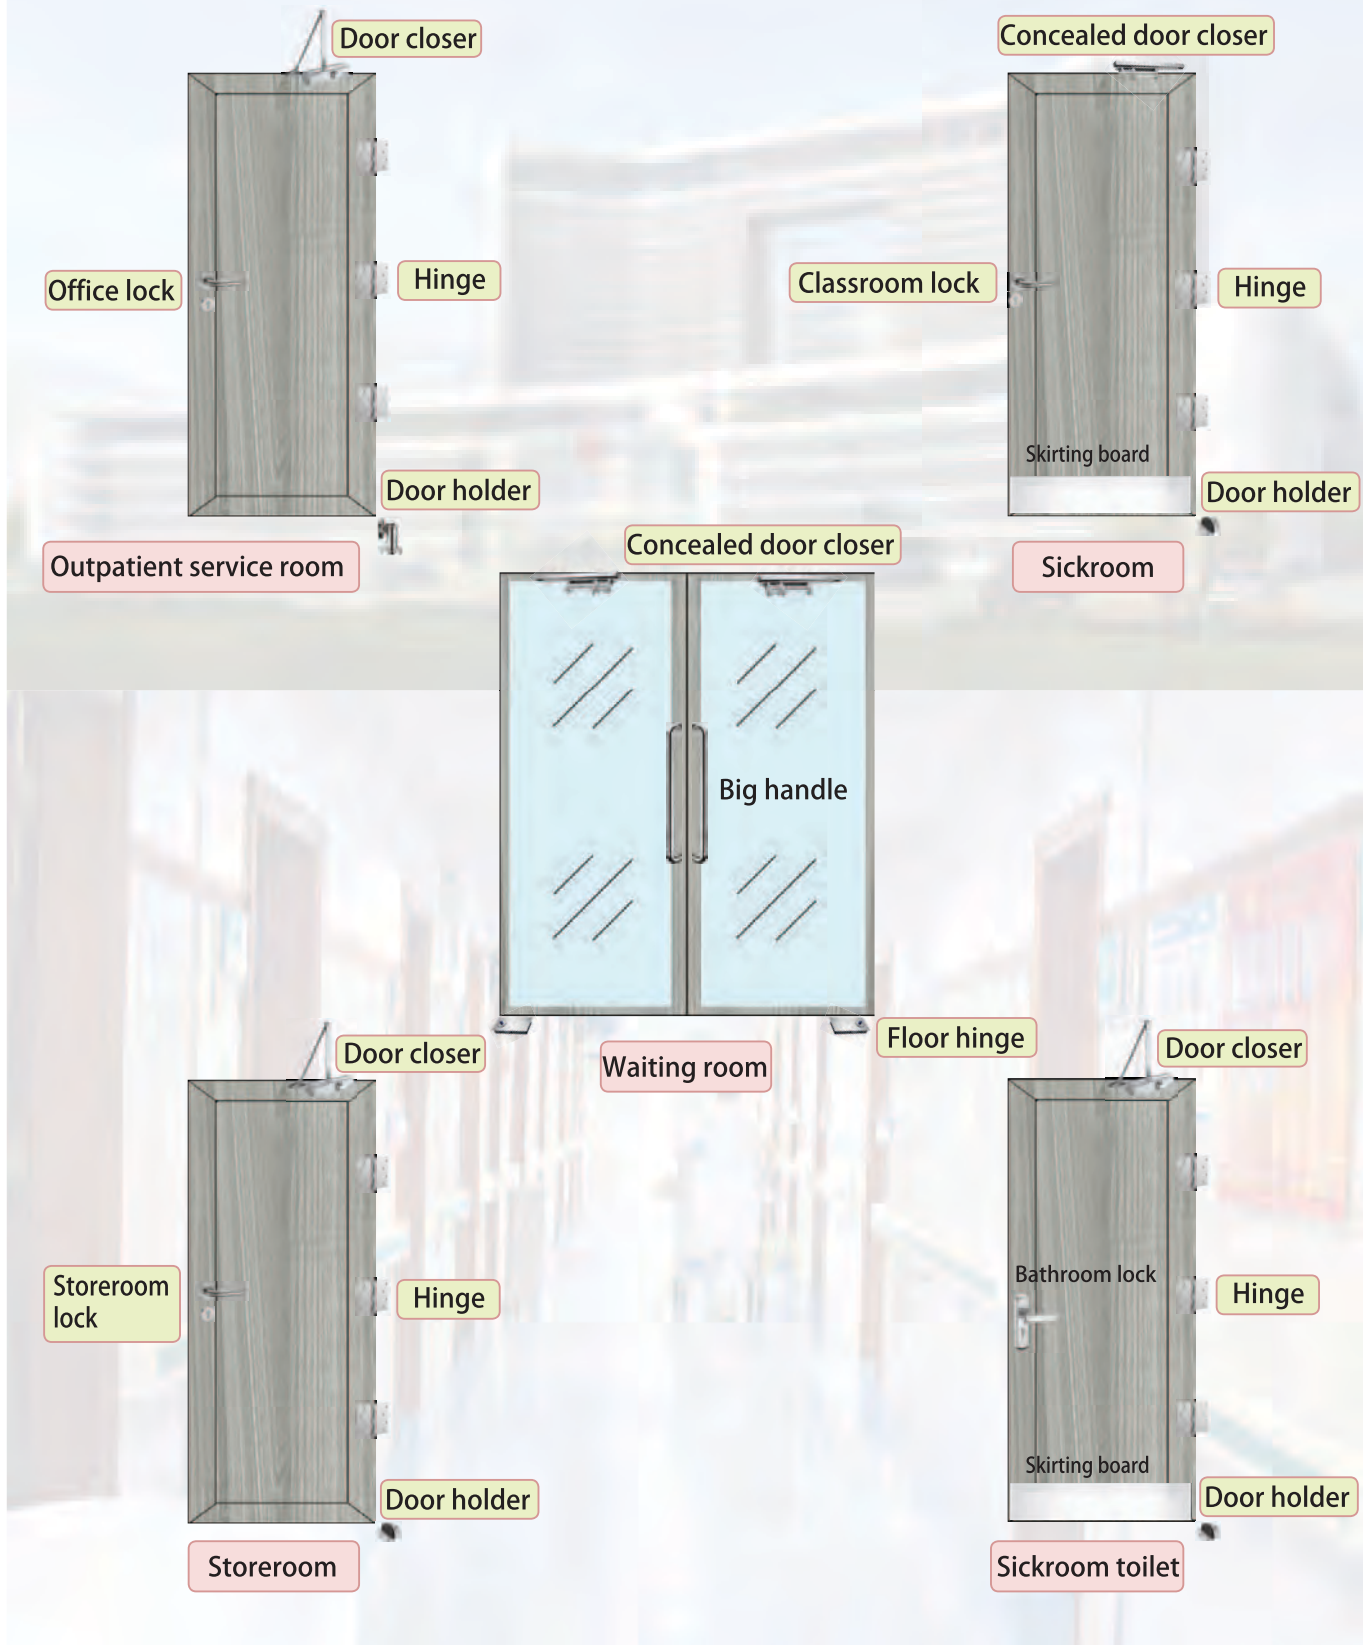 Door closer
Office lock
Hinge
Door holder
Outpatient service room
Concealed door closer
Classroom lock
Hinge
Skirting board
Door holder
Sickroom
Concealed door closer
Big handle
Floor hinge
Waiting room
Door closer
Storeroom
lock
Hinge
Door holder
Storeroom
Door closer
Bathroom lock
Hinge
Skirting board
Door holder
Sickroom toilet